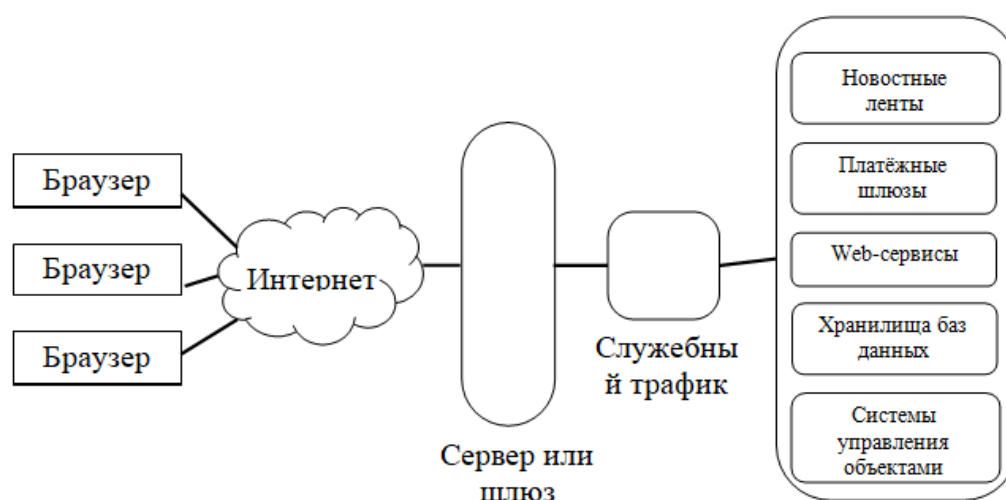 Браузер
Браузер
Браузер
Интернет
Сервер или
шлюз
Служебны
й трафик
Новостные
ленты
Платёжные
шлюзы
Web-сервисы
Хранилища баз
данных
Системы
управления
объектами